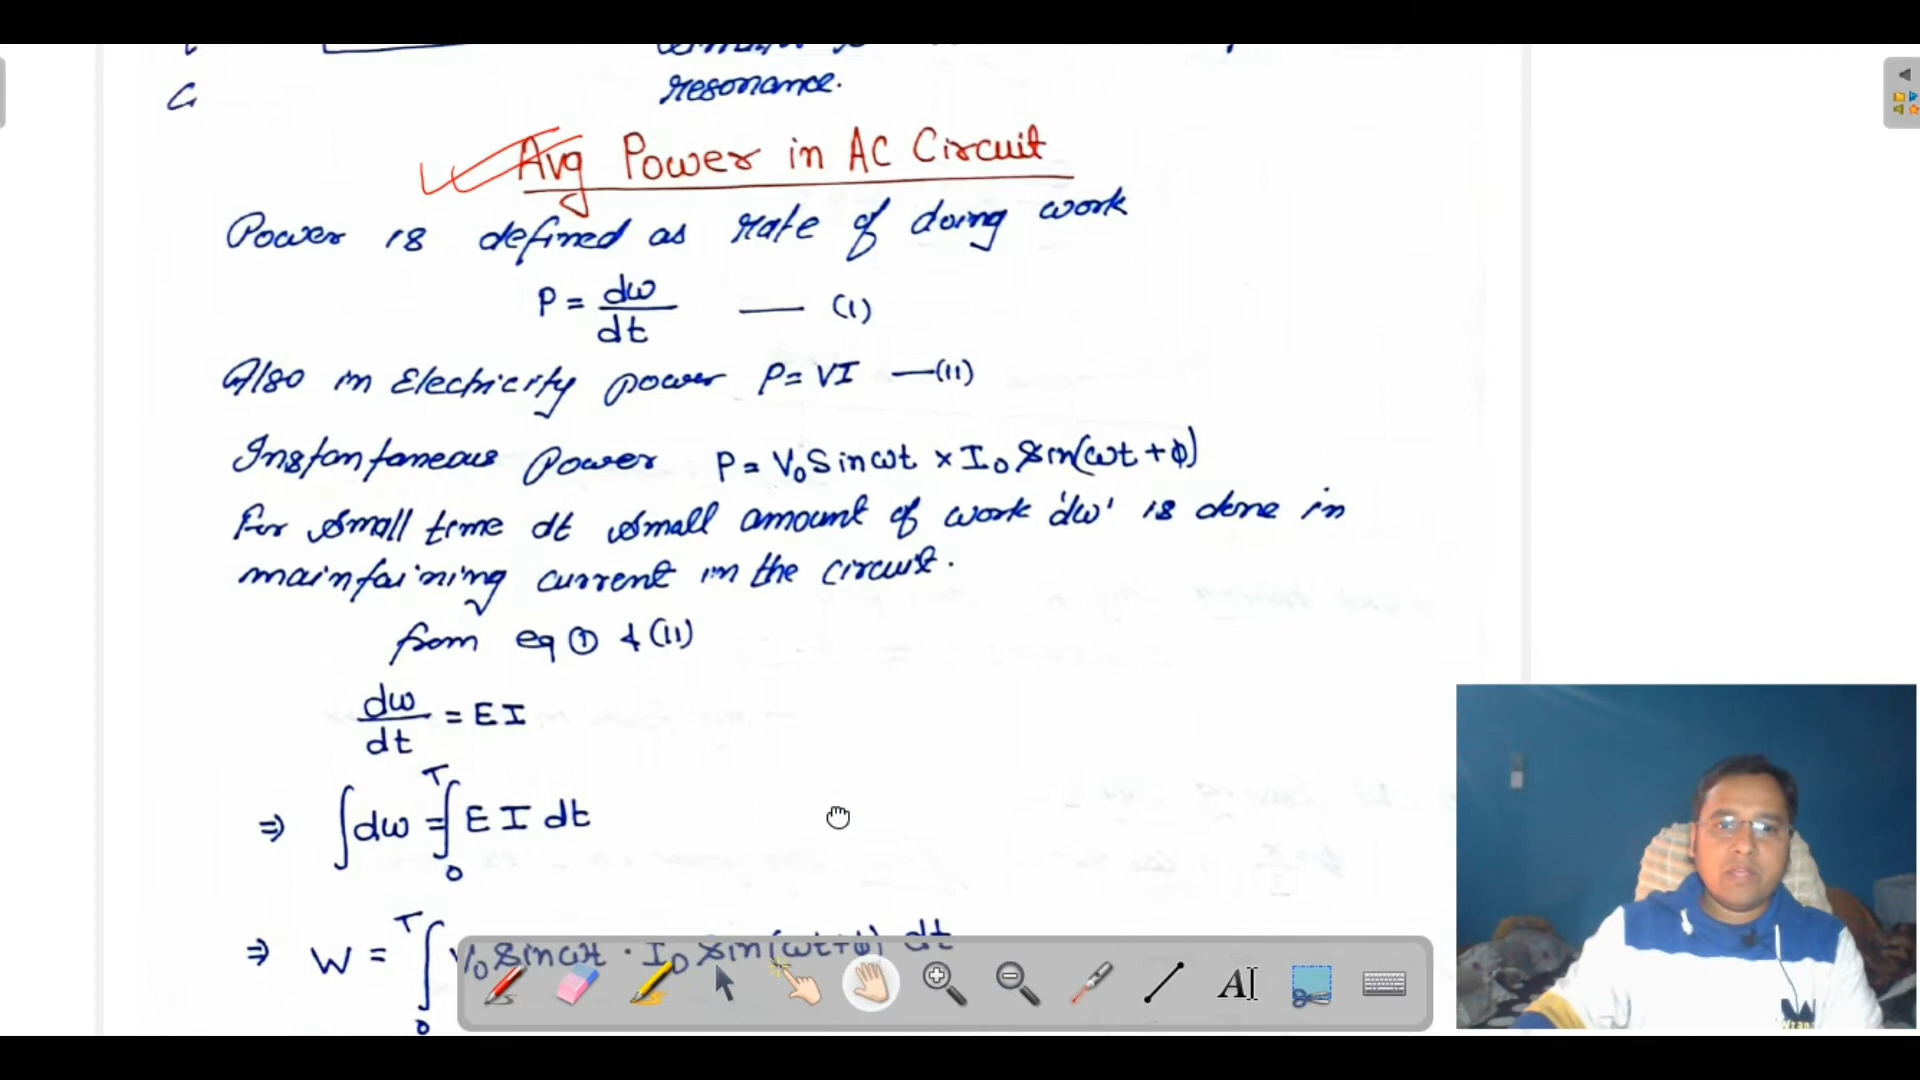 resonance.
Avg Power in AC Circuit
Power is defined as rate of doing work
P = dw/dt —— (I)
Also in Electricity power P = VI —(II)
Instantaneous power P = V₀ Sin ωt × I₀ Sin(ωt + ϕ)
For small time dt small amount of work 'dw' is done in
maintaining current in the circuit.
from eq ① & (II)
dw/dt = EI
⇒ ∫dw = ∫₀ᵀ E I dt
⇒ W = ∫₀ᵀ V₀ Sin ωt · I₀ Sin(ωt + ϕ) dt
AI